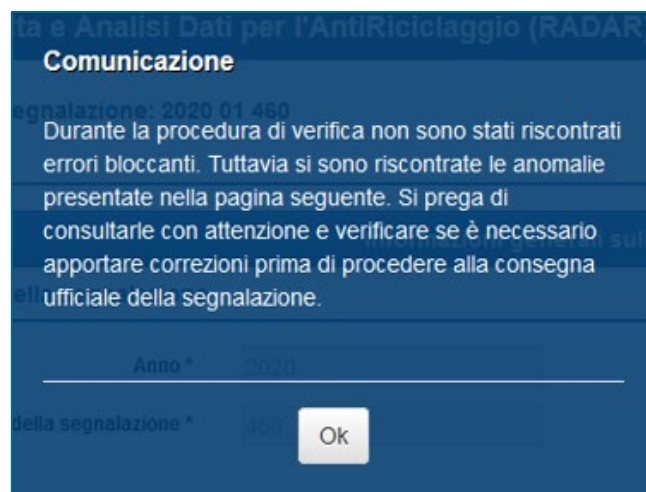 ta e Analisi Dati per l'AntiRiciclaggio (RADAR
Comunicazione
egnalazione: 2020 01 460
Durante la procedura di verifica non sono stati riscontrati
errori bloccanti. Tuttavia si sono riscontrate le anomalie
presentate nella pagina seguente. Si prega di
consultarle con attenzione e verificare se è necessario
apportare correzioni prima di procedere alla consegna
ufficiale della segnalazione.
Anno * 2020
della segnalazione * 460
Ok